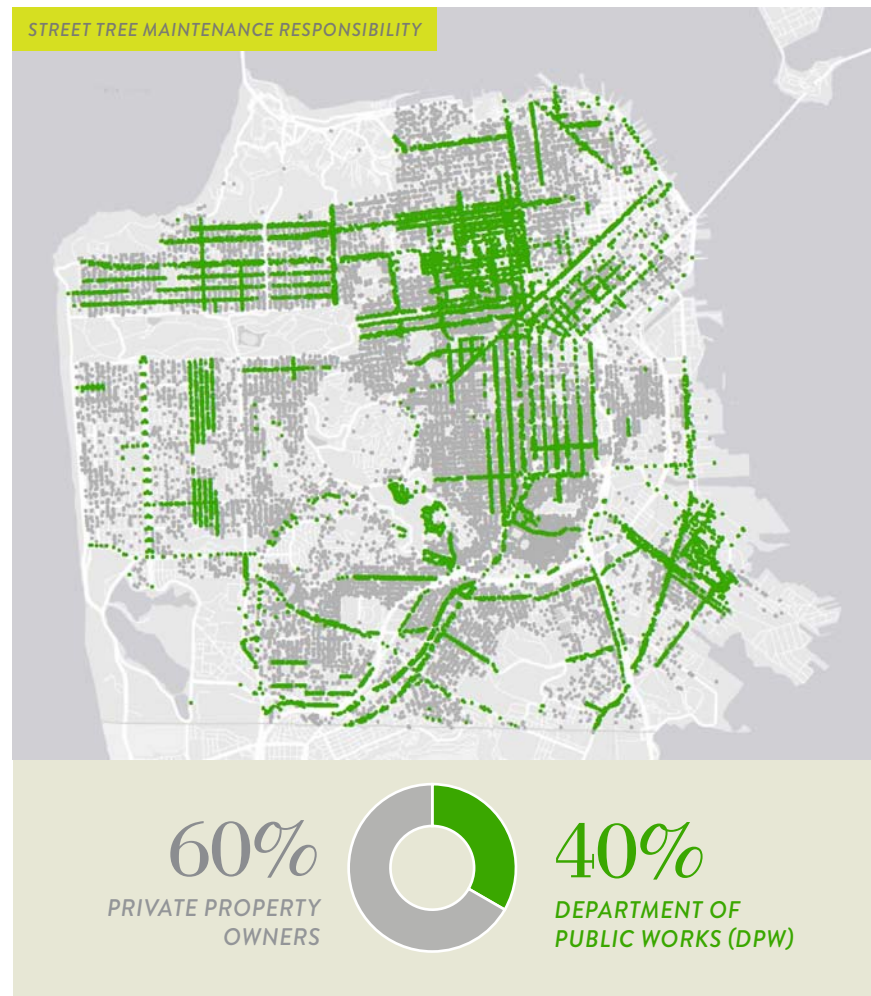 STREET TREE MAINTENANCE RESPONSIBILITY
60%
PRIVATE PROPERTY
OWNERS
40%
DEPARTMENT OF
PUBLIC WORKS (DPW)